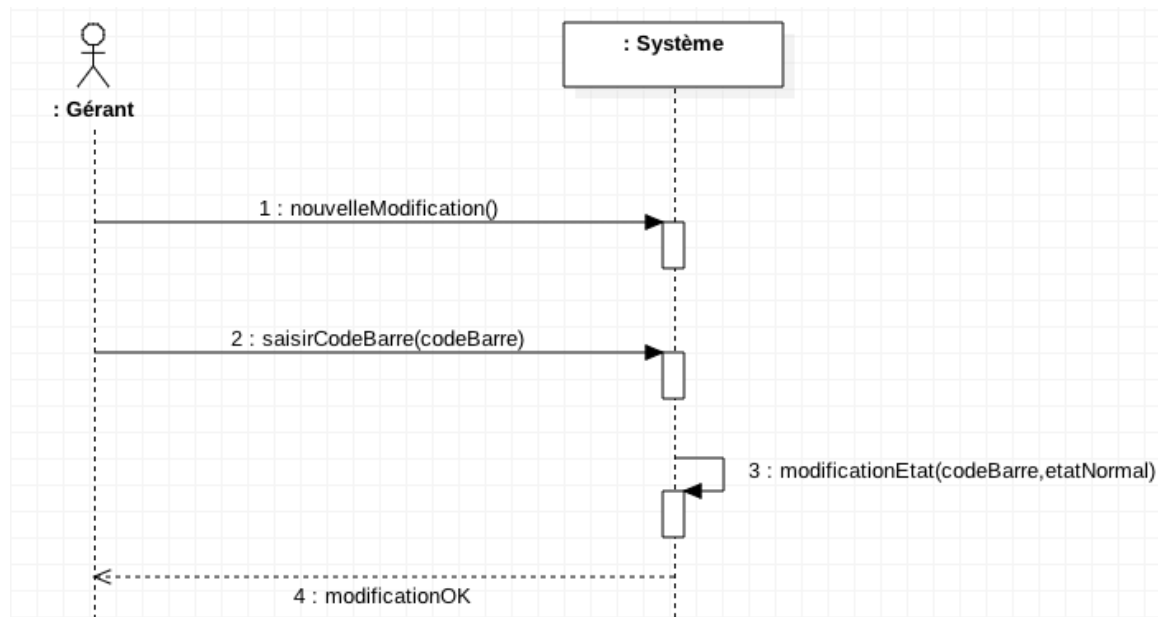 : Système
: Gérant
1 : nouvelleModification()
2 : saisirCodeBarre(codeBarre)
3 : modificationEtat(codeBarre,etatNormal)
4 : modificationOK